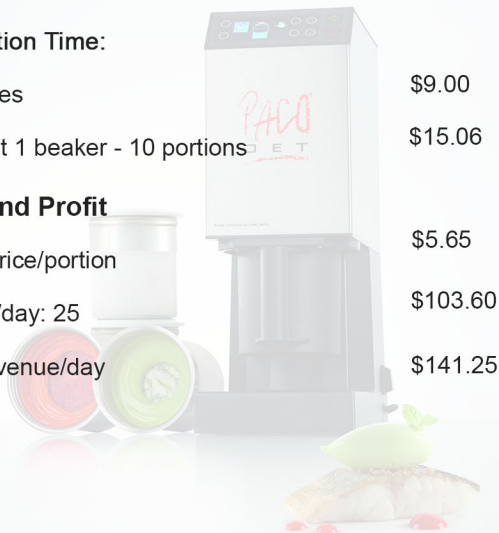 tion Time:
es $9.00
t 1 beaker - 10 portions $15.06
nd Profit
rice/portion $5.65
/day: 25 $103.60
venue/day $141.25
PACO
JET